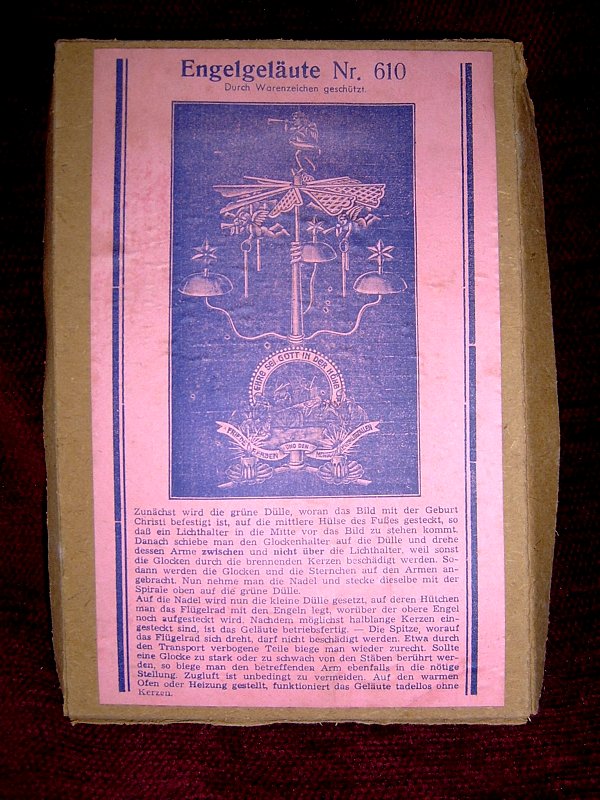 Engelgeläute Nr. 610
Durch Warenzeichen geschützt.
EHRE SEI GOTT IN DER HÖHE
FRIEDE AUF ERDEN UND DEN MENSCHEN EIN WOHLGEFALLEN
Zunächst wird die grüne Dülle, woran das Bild mit der Geburt
Christi befestigt ist, auf die mittlere Hülse des Fußes gesteckt, so
daß ein Lichthalter in die Mitte vor das Bild zu stehen kommt.
Danach schiebe man den Glockenhalter auf die Dülle und drehe
dessen Arme zwischen und nicht über die Lichthalter, weil sonst
die Glocken durch die brennenden Kerzen beschädigt werden. So-
dann werden die Glocken und die Sternchen auf den Armen an-
gebracht. Nun nehme man die Nadel und stecke dieselbe mit der
Spirale oben auf die grüne Dülle.
Auf die Nadel wird nun die kleine Dülle gesetzt, auf deren Hütchen
man das Flügelrad mit den Engeln legt, worüber der obere Engel
noch aufgesteckt wird. Nachdem möglichst halblange Kerzen ein-
gesteckt sind, ist das Geläute betriebsfertig. — Die Spitze, worauf
das Flügelrad sich dreht, darf nicht beschädigt werden. Etwa durch
den Transport verbogene Teile biege man wieder zurecht. Sollte
eine Glocke zu stark oder zu schwach von den Stäben berührt wer-
den, so biege man den betreffenden Arm ebenfalls in die nötige
Stellung. Zugluft ist unbedingt zu vermeiden. Auf den warmen
Ofen oder Heizung gestellt, funktioniert das Geläute tadellos ohne
Kerzen.